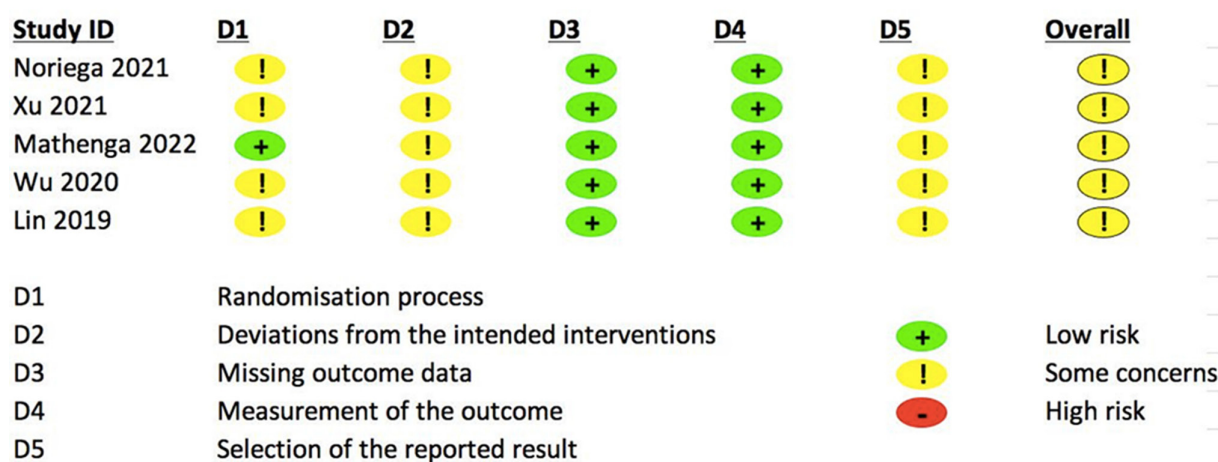 Study ID D1 D2 D3 D4 D5 Overall
Noriega 2021 ! ! + + ! !
Xu 2021 ! ! + + ! !
Mathenga 2022 + ! + + ! !
Wu 2020 ! ! + + ! !
Lin 2019 ! ! + + ! !
D1 Randomisation process
D2 Deviations from the intended interventions + Low risk
D3 Missing outcome data ! Some concerns
D4 Measurement of the outcome - High risk
D5 Selection of the reported result